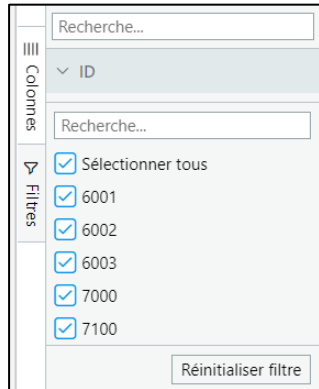 Recherche...
Colonnes
ID
Recherche...
Filtres
Sélectionner tous
6001
6002
6003
7000
7100
Réinitialiser filtre